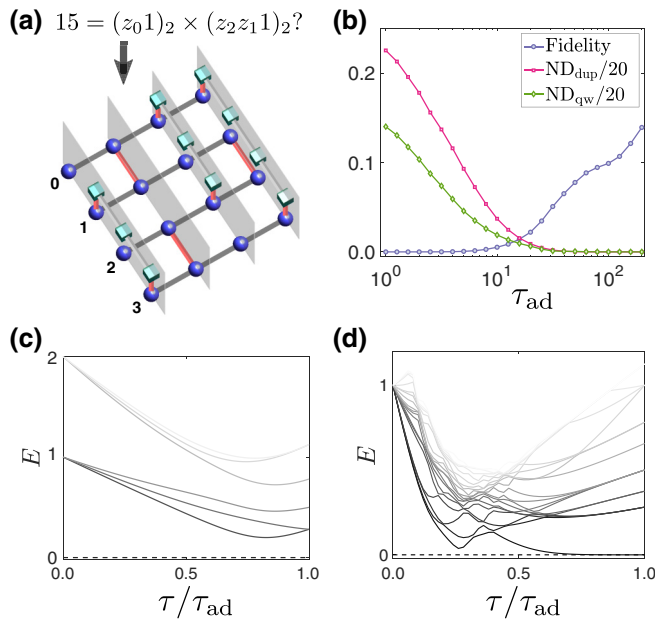 (a) 15 = (z₀1)₂ × (z₂z₁1)₂?
0
1
2
3
(b)
0.2
0.1
0.0
Fidelity
ND_dup/20
ND_qw/20
10⁰ 10¹ 10²
τ_ad
(c)
2
1
0
E
0.0 0.5 1.0
τ/τ_ad
(d)
1
0
E
0.0 0.5 1.0
τ/τ_ad